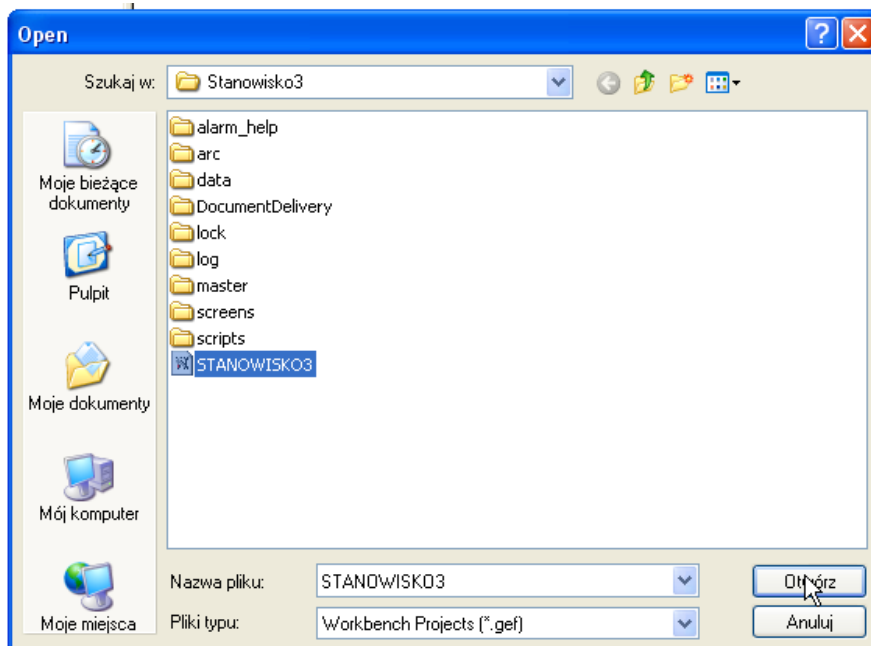 Open
Szukaj w:
Stanowisko3
Moje bieżące
dokumenty
Pulpit
Moje dokumenty
Mój komputer
Moje miejsca
alarm_help
arc
data
DocumentDelivery
lock
log
master
screens
scripts
STANOWISKO3
Nazwa pliku:
STANOWISKO3
Otwórz
Pliki typu:
Workbench Projects (*.gef)
Anuluj